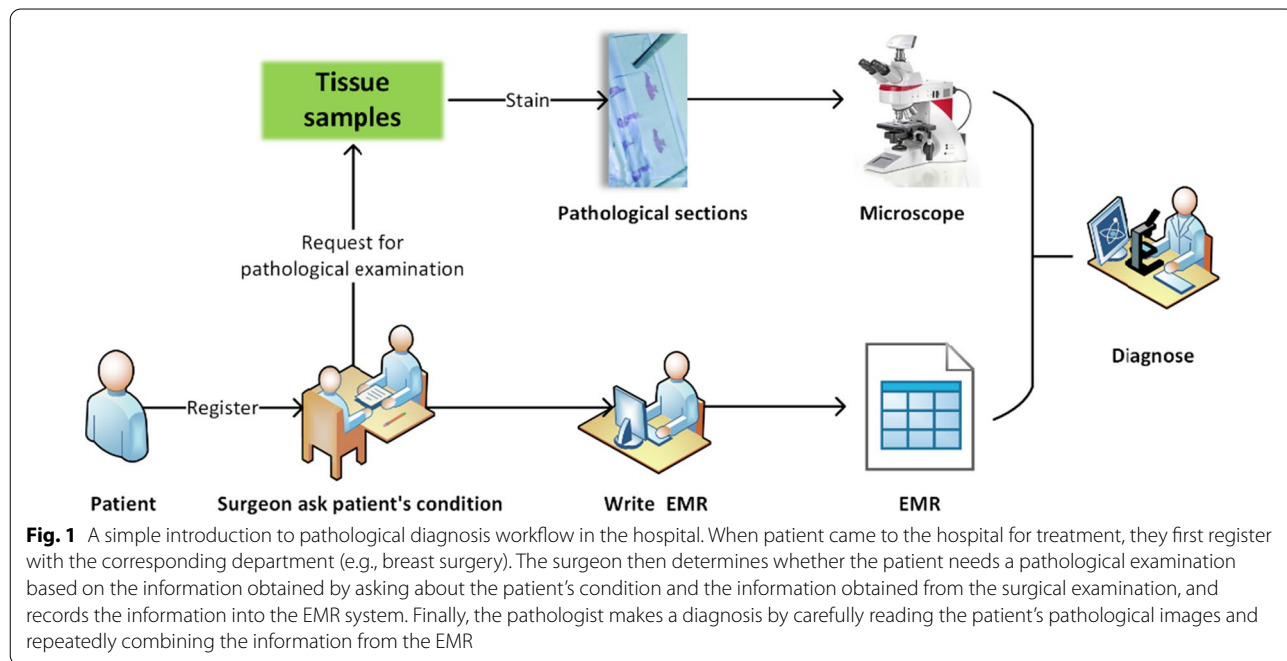 Tissue
samples
Stain
Pathological sections
Microscope
Request for
pathological examination
Diagnose
Register
Patient
Surgeon ask patient's condition
Write EMR
EMR
Fig. 1 A simple introduction to pathological diagnosis workflow in the hospital. When patient came to the hospital for treatment, they first register
with the corresponding department (e.g., breast surgery). The surgeon then determines whether the patient needs a pathological examination
based on the information obtained by asking about the patient's condition and the information obtained from the surgical examination, and
records the information into the EMR system. Finally, the pathologist makes a diagnosis by carefully reading the patient's pathological images and
repeatedly combining the information from the EMR